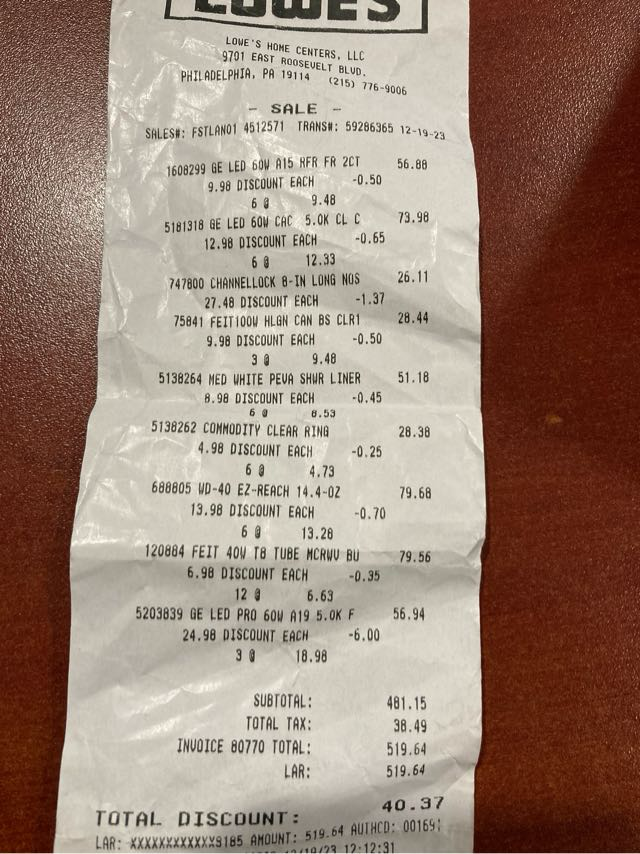 LOWE'S
LOWE'S HOME CENTERS, LLC
9701 EAST ROOSEVELT BLVD.
PHILADELPHIA, PA 19114 (215) 776-9006
- SALE -
SALES#: FSTLAN01 4512571 TRANS#: 59286365 12-19-23
1608299 GE LED 60W A15 RFR FR 2CT 56.88
9.98 DISCOUNT EACH -0.50
6 @ 9.48
5181318 GE LED 60W CAC 5.0K CL C 73.98
12.98 DISCOUNT EACH -0.65
6 @ 12.33
747800 CHANNELLOCK 8-IN LONG NOS 26.11
27.48 DISCOUNT EACH -1.37
75841 FEIT100W HLGN CAN BS CLR1 28.44
9.98 DISCOUNT EACH -0.50
3 @ 9.48
5138264 MED WHITE PEVA SHWR LINER 51.18
8.98 DISCOUNT EACH -0.45
6 @ 8.53
5138262 COMMODITY CLEAR RING 28.38
4.98 DISCOUNT EACH -0.25
6 @ 4.73
688805 WD-40 EZ-REACH 14.4-OZ 79.68
13.98 DISCOUNT EACH -0.70
6 @ 13.28
120884 FEIT 40W T8 TUBE MCRWV BU 79.56
6.98 DISCOUNT EACH -0.35
12 @ 6.63
5203839 GE LED PRO 60W A19 5.0K F 56.94
24.98 DISCOUNT EACH -6.00
3 @ 18.98
SUBTOTAL: 481.15
TOTAL TAX: 38.49
INVOICE 80770 TOTAL: 519.64
LAR: 519.64
TOTAL DISCOUNT: 40.37
LAR: XXXXXXXXXXXX9185 AMOUNT: 519.64 AUTHCD: 00169
12:12:31